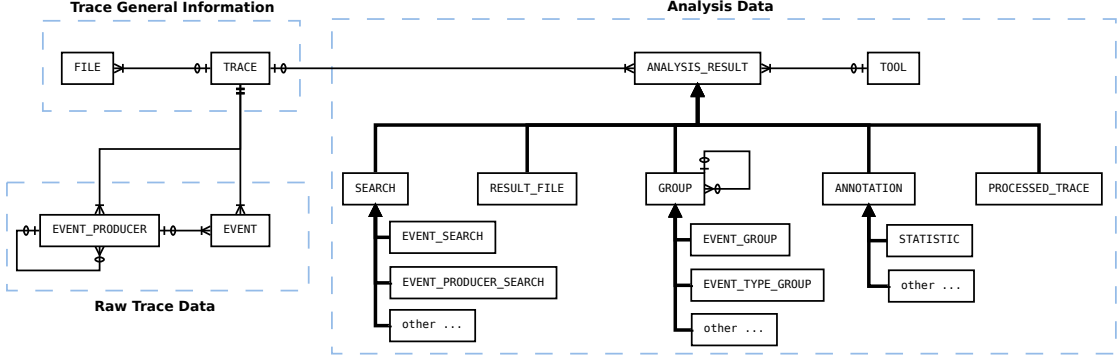 Trace General Information
Analysis Data
FILE
TRACE
ANALYSIS_RESULT
TOOL
SEARCH
RESULT_FILE
GROUP
ANNOTATION
PROCESSED_TRACE
EVENT_PRODUCER
EVENT
EVENT_SEARCH
EVENT_PRODUCER_SEARCH
other ...
EVENT_GROUP
EVENT_TYPE_GROUP
other ...
STATISTIC
other ...
Raw Trace Data